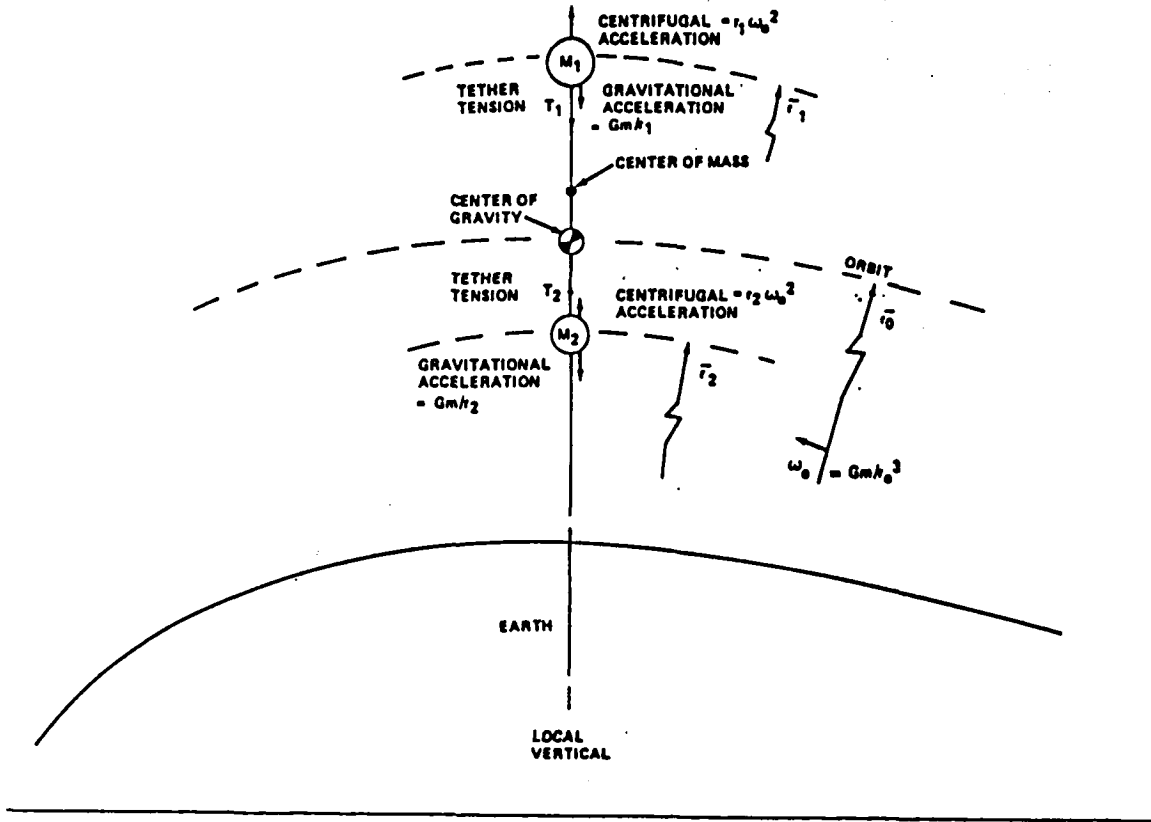 CENTRIFUGAL = r₁ω₀²
ACCELERATION
M₁
TETHER
TENSION
T₁
GRAVITATIONAL
ACCELERATION
= Gm/r₁
r̄₁
CENTER OF MASS
CENTER OF
GRAVITY
ORBIT
TETHER
TENSION
T₂
CENTRIFUGAL = r₂ω₀²
ACCELERATION
r̄₀
M₂
GRAVITATIONAL
ACCELERATION
= Gm/r₂
r̄₂
ω₀ = Gm/r₀³
EARTH
LOCAL
VERTICAL